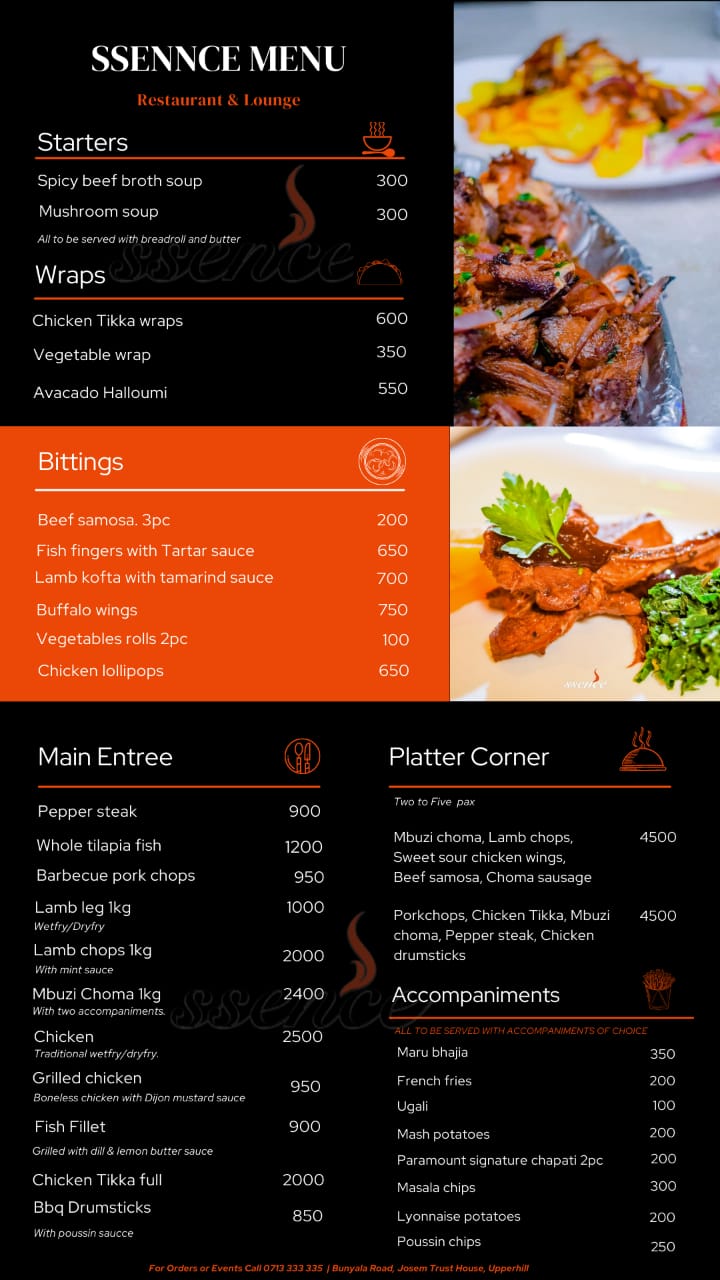 SSENNCE MENU
Restaurant & Lounge
Starters
Spicy beef broth soup 300
Mushroom soup 300
All to be served with breadroll and butter
ssence
Wraps
Chicken Tikka wraps 600
Vegetable wrap 350
Avacado Halloumi 550
Bittings
Beef samosa. 3pc 200
Fish fingers with Tartar sauce 650
Lamb kofta with tamarind sauce 700
Buffalo wings 750
Vegetables rolls 2pc 100
Chicken lollipops 650
ssence
Main Entree
Pepper steak 900
Whole tilapia fish 1200
Barbecue pork chops 950
Lamb leg 1kg 1000
Wetfry/Dryfry
Lamb chops 1kg 2000
With mint sauce
Mbuzi Choma 1kg 2400
With two accompaniments.
Chicken 2500
Traditional wetfry/dryfry.
Grilled chicken 950
Boneless chicken with Dijon mustard sauce
Fish Fillet 900
Grilled with dill & lemon butter sauce
Chicken Tikka full 2000
Bbq Drumsticks 850
With poussin saucce
ssence
Platter Corner
Two to Five pax
Mbuzi choma, Lamb chops, 4500
Sweet sour chicken wings,
Beef samosa, Choma sausage
Porkchops, Chicken Tikka, Mbuzi 4500
choma, Pepper steak, Chicken
drumsticks
Accompaniments
ALL TO BE SERVED WITH ACCOMPANIMENTS OF CHOICE
Maru bhajia 350
French fries 200
Ugali 100
Mash potatoes 200
Paramount signature chapati 2pc 200
Masala chips 300
Lyonnaise potatoes 200
Poussin chips 250
For Orders or Events Call 0713 333 335 | Bunyala Road, Josem Trust House, Upperhill